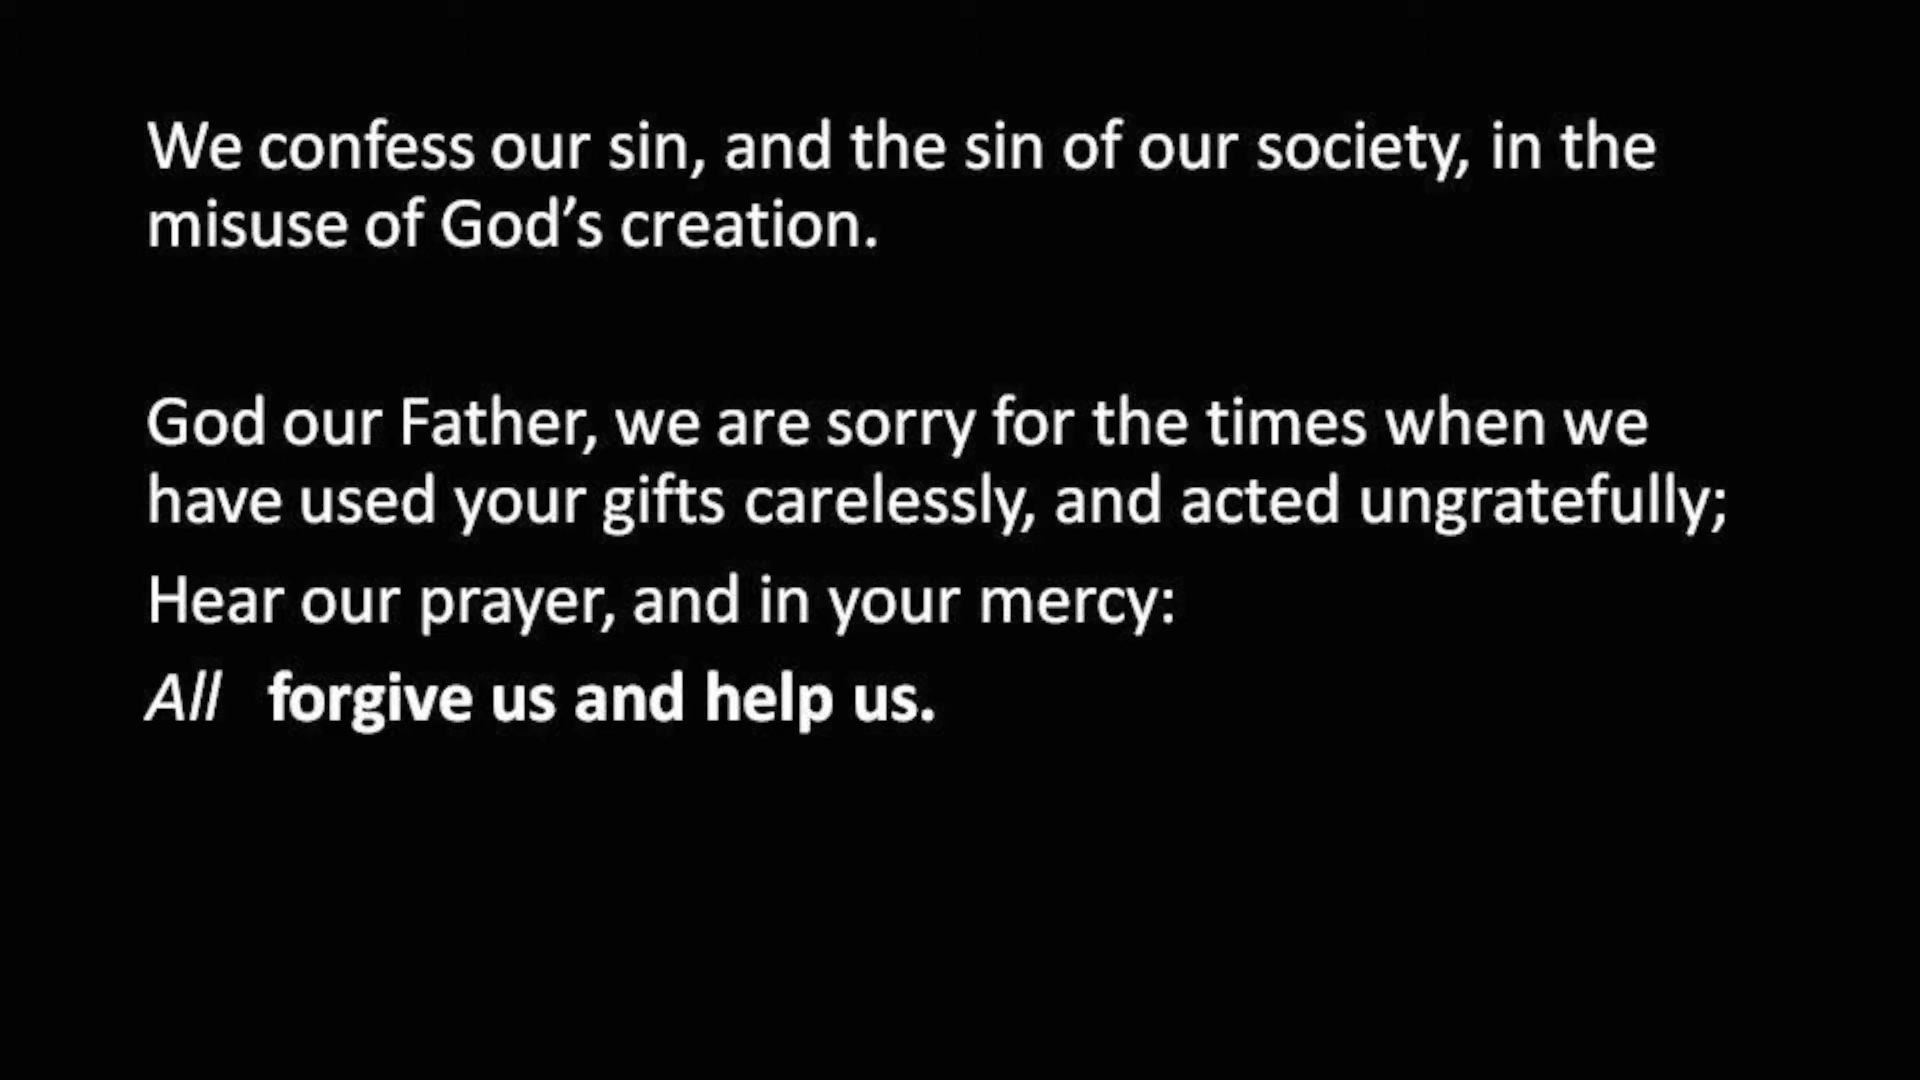 We confess our sin, and the sin of our society, in the
misuse of God’s creation.
God our Father, we are sorry for the times when we
have used your gifts carelessly, and acted ungratefully;
Hear our prayer, and in your mercy:
All forgive us and help us.